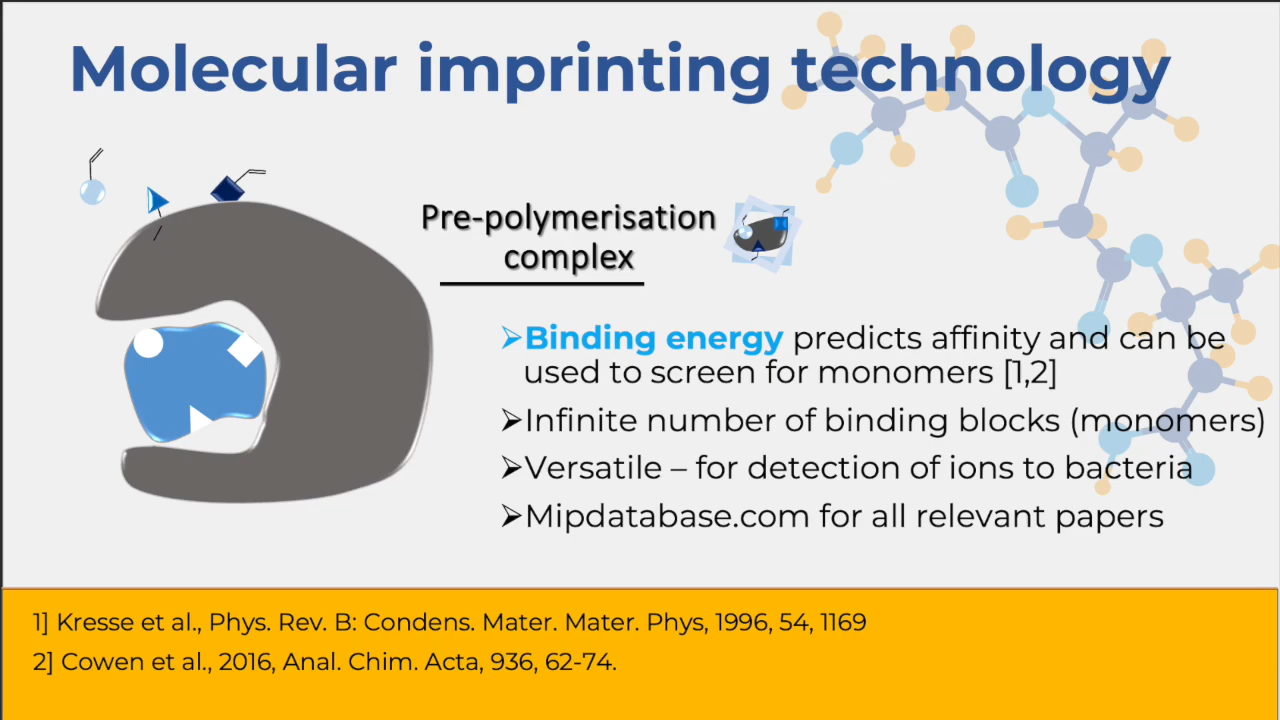 Molecular imprinting technology
Pre-polymerisation
complex
➢Binding energy predicts affinity and can be
used to screen for monomers [1,2]
➢Infinite number of binding blocks (monomers)
➢Versatile – for detection of ions to bacteria
➢Mipdatabase.com for all relevant papers
1] Kresse et al., Phys. Rev. B: Condens. Mater. Mater. Phys, 1996, 54, 1169
2] Cowen et al., 2016, Anal. Chim. Acta, 936, 62-74.